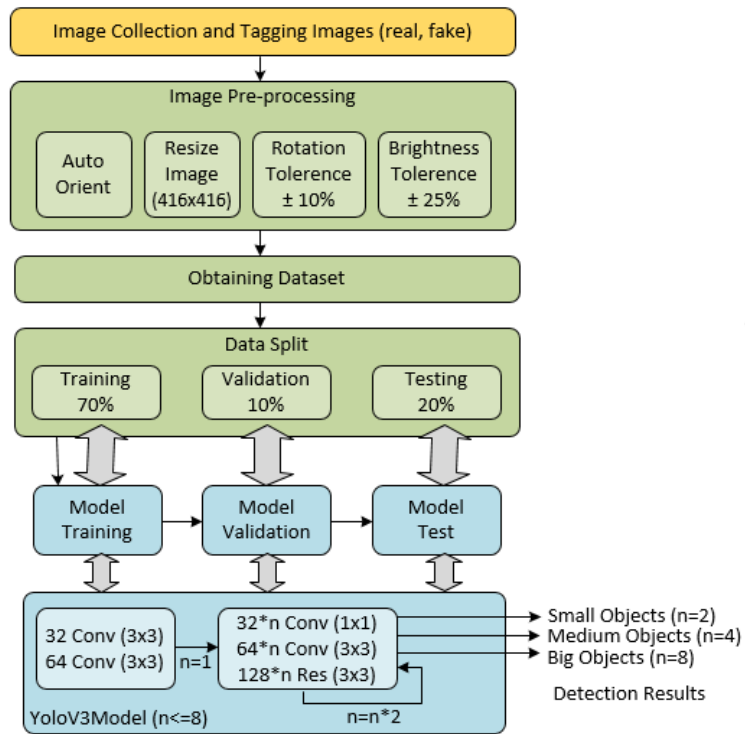 Image Collection and Tagging Images (real, fake)
Image Pre-processing
Auto
Orient
Resize
Image
(416x416)
Rotation
Tolerence
± 10%
Brightness
Tolerence
± 25%
Obtaining Dataset
Data Split
Training
70%
Validation
10%
Testing
20%
Model
Training
Model
Validation
Model
Test
32 Conv (3x3)
64 Conv (3x3)
n=1
32*n Conv (1x1)
64*n Conv (3x3)
128*n Res (3x3)
n=n*2
YoloV3Model (n<=8)
Small Objects (n=2)
Medium Objects (n=4)
Big Objects (n=8)
Detection Results